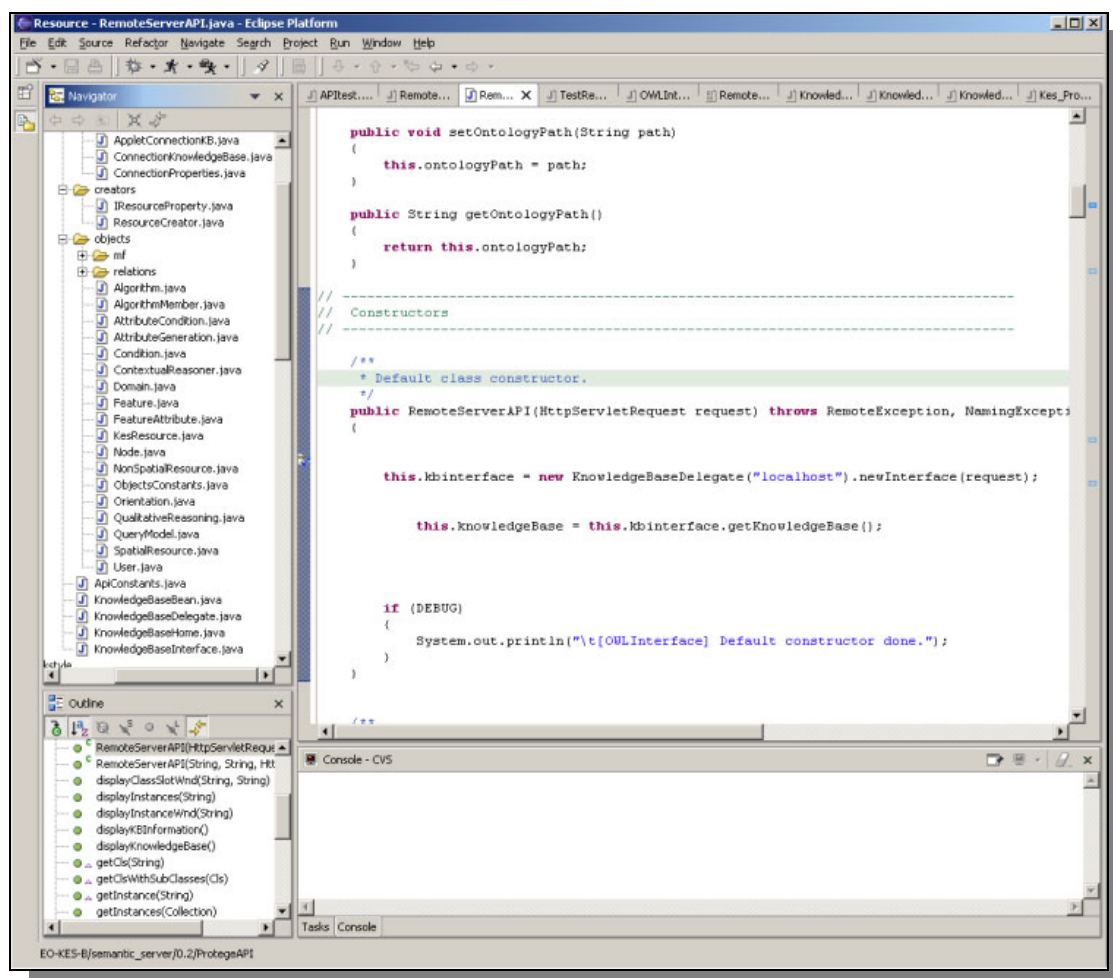 Resource - RemoteServerAPI.java - Eclipse Platform
File Edit Source Refactor Navigate Search Project Run Window Help
Navigator
AppletConnectionKB.java
ConnectionKnowledgeBase.java
ConnectionProperties.java
creators
IResourceProperty.java
ResourceCreator.java
objects
mf
relations
Algorithm.java
AlgorithmMember.java
AttributeCondition.java
AttributeGeneration.java
Condition.java
ContextualReasoner.java
Domain.java
Feature.java
FeatureAttribute.java
KesResource.java
Node.java
NonSpatialResource.java
ObjectsConstants.java
Orientation.java
QualitativeReasoning.java
QueryModel.java
SpatialResource.java
User.java
ApiConstants.java
KnowledgeBaseBean.java
KnowledgeBaseDelegate.java
KnowledgeBaseHome.java
KnowledgeBaseInterface.java
kstyle
Outline
RemoteServerAPI(HttpServletReque
RemoteServerAPI(String, String, Htt
displayClassSlotWnd(String, String)
displayInstances(String)
displayInstanceWnd(String)
displayKBInformation()
displayKnowledgeBase()
getCls(String)
getClsWithSubClasses(Cls)
getInstance(String)
getInstances(Collection)
APItest.... Remote... Rem... TestRe... OWLInt... Remote... Knowled... Knowled... Knowled... Kes_Pro...
public void setOntologyPath(String path)
{
this.ontologyPath = path;
}
public String getOntologyPath()
{
return this.ontologyPath;
}
// -----------------------------------------------------------------------------------
// Constructors
// -----------------------------------------------------------------------------------
/**
* Default class constructor.
*/
public RemoteServerAPI(HttpServletRequest request) throws RemoteException, NamingExcepti
{
this.kbinterface = new KnowledgeBaseDelegate("localhost").newInterface(request);
this.knowledgeBase = this.kbinterface.getKnowledgeBase();
if (DEBUG)
{
System.out.println("\t[OWLInterface] Default constructor done.");
}
}
/**
Console - CVS
Tasks Console
EO-KES-B/semantic_server/0.2/ProtegeAPI